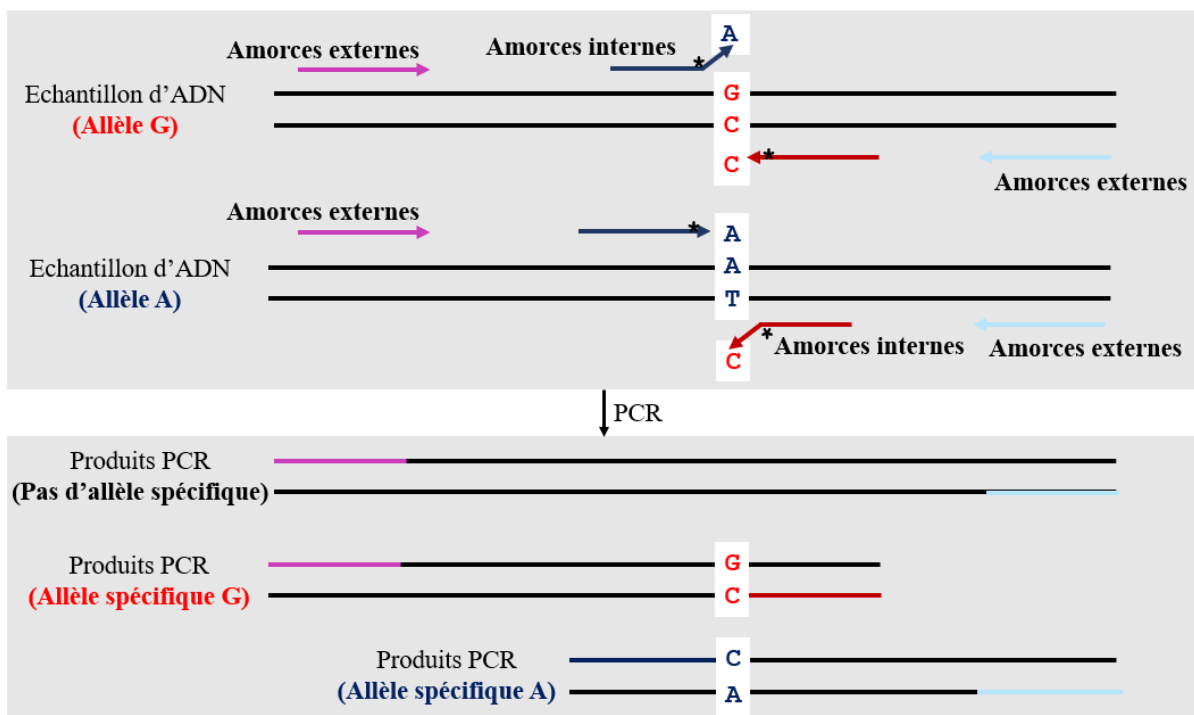 A
Amorces externes
Amorces internes
*
Echantillon d’ADN
(Allèle G)
G
C
C
*
Amorces externes
Amorces externes
*
A
Echantillon d’ADN
(Allèle A)
A
T
*
Amorces internes
Amorces externes
C
PCR
Produits PCR
(Pas d’allèle spécifique)
Produits PCR
(Allèle spécifique G)
G
C
Produits PCR
(Allèle spécifique A)
C
A